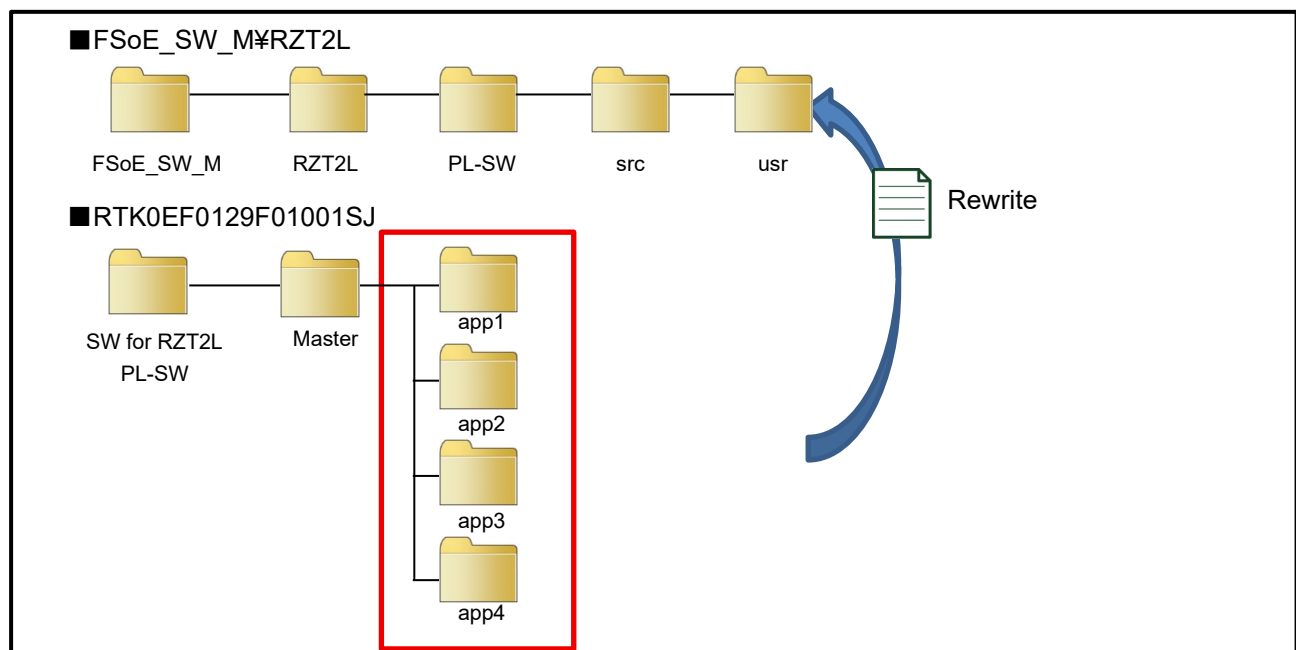 ■FSoE_SW_M¥RZT2L
FSoE_SW_M
RZT2L
PL-SW
src
usr
Rewrite
■RTK0EF0129F01001SJ
SW for RZT2L
PL-SW
Master
app1
app2
app3
app4